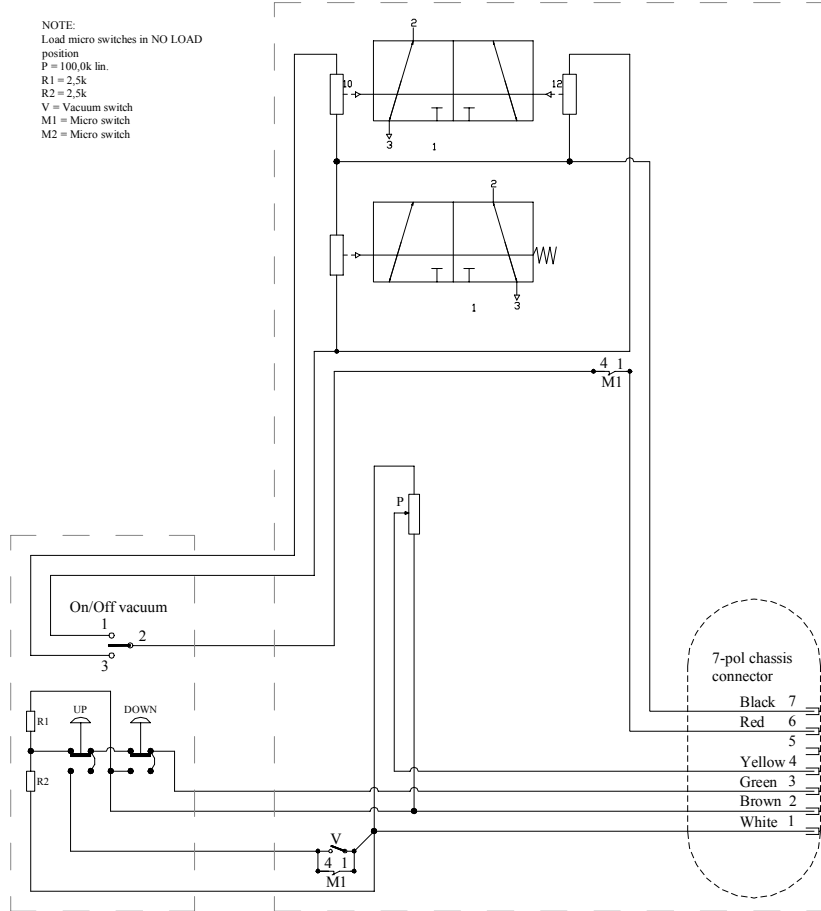 NOTE:
Load micro switches in NO LOAD
position
P = 100,0k lin.
R1 = 2,5k
R2 = 2,5k
V = Vacuum switch
M1 = Micro switch
M2 = Micro switch
2
10
12
3
1
2
1
3
4 1
M1
P
On/Off vacuum
1
2
3
7-pol chassis
connector
Black 7
Red 6
5
Yellow 4
Green 3
Brown 2
White 1
UP DOWN
R1
R2
V
4 1
M1